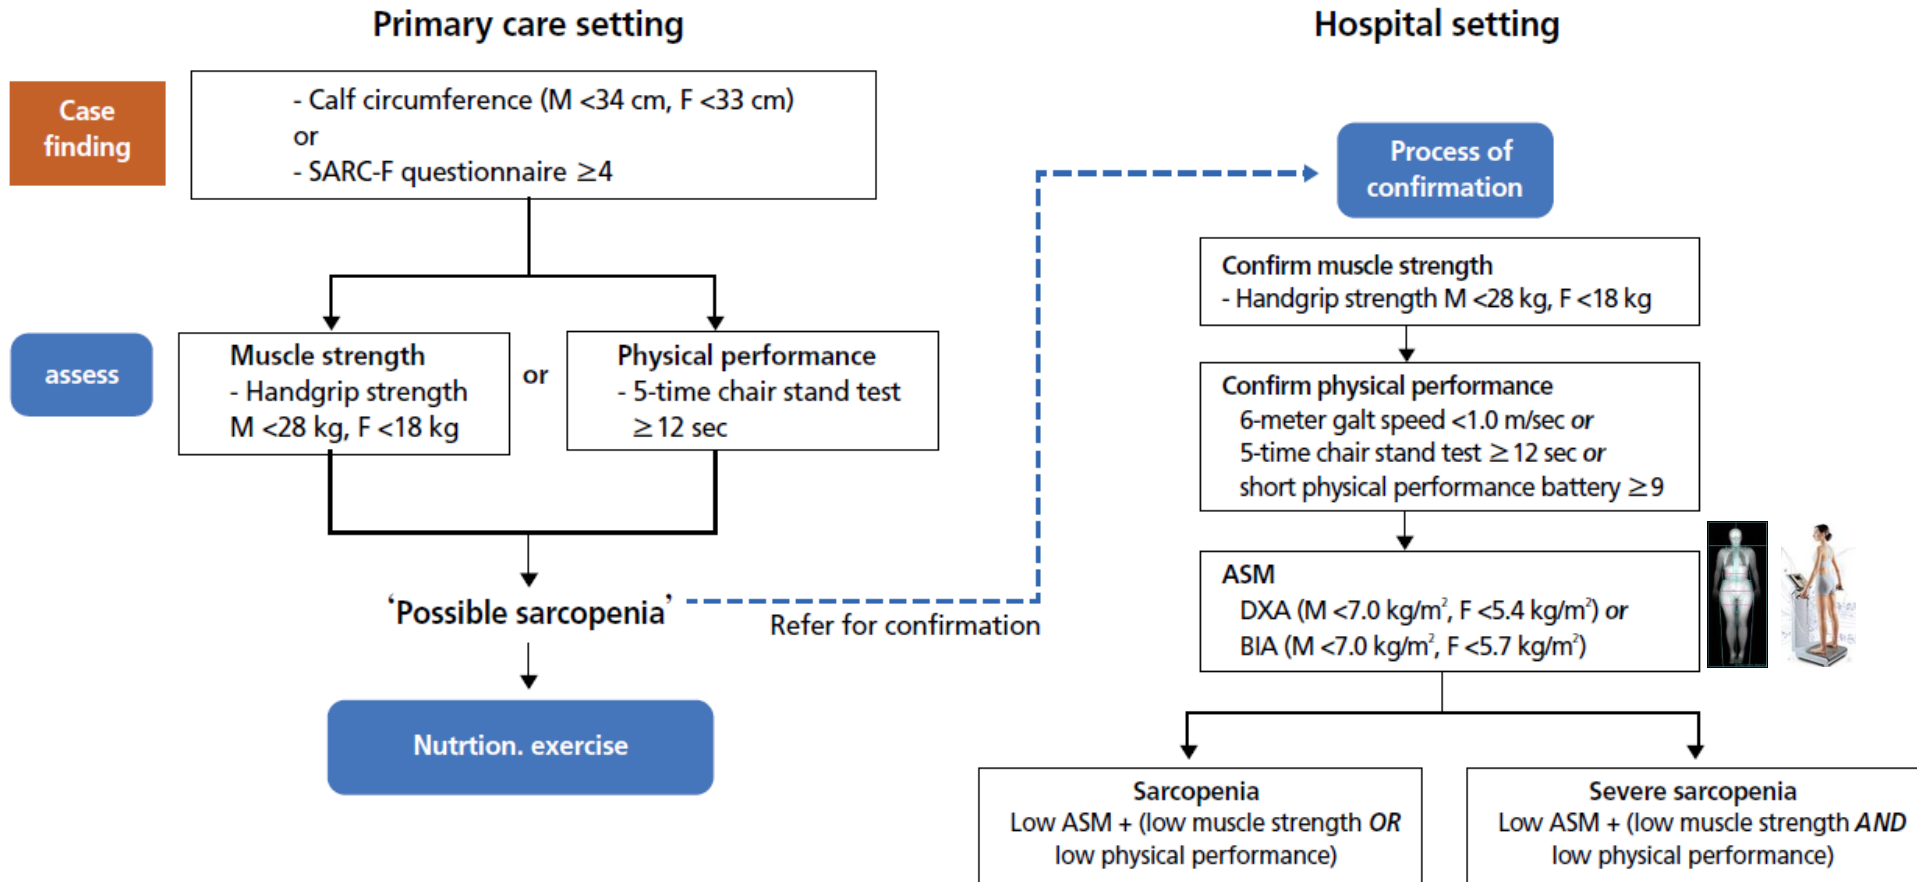 Primary care setting
Case
finding
- Calf circumference (M <34 cm, F <33 cm)
or
- SARC-F questionnaire ≥4
assess
Muscle strength
- Handgrip strength
M <28 kg, F <18 kg
or
Physical performance
- 5-time chair stand test
≥12 sec
‘Possible sarcopenia’
Refer for confirmation
Nutrtion. exercise
Hospital setting
Process of
confirmation
Confirm muscle strength
- Handgrip strength M <28 kg, F <18 kg
Confirm physical performance
6-meter galt speed <1.0 m/sec or
5-time chair stand test ≥12 sec or
short physical performance battery ≥9
ASM
DXA (M <7.0 kg/m², F <5.4 kg/m²) or
BIA (M <7.0 kg/m², F <5.7 kg/m²)
Sarcopenia
Low ASM + (low muscle strength OR
low physical performance)
Severe sarcopenia
Low ASM + (low muscle strength AND
low physical performance)